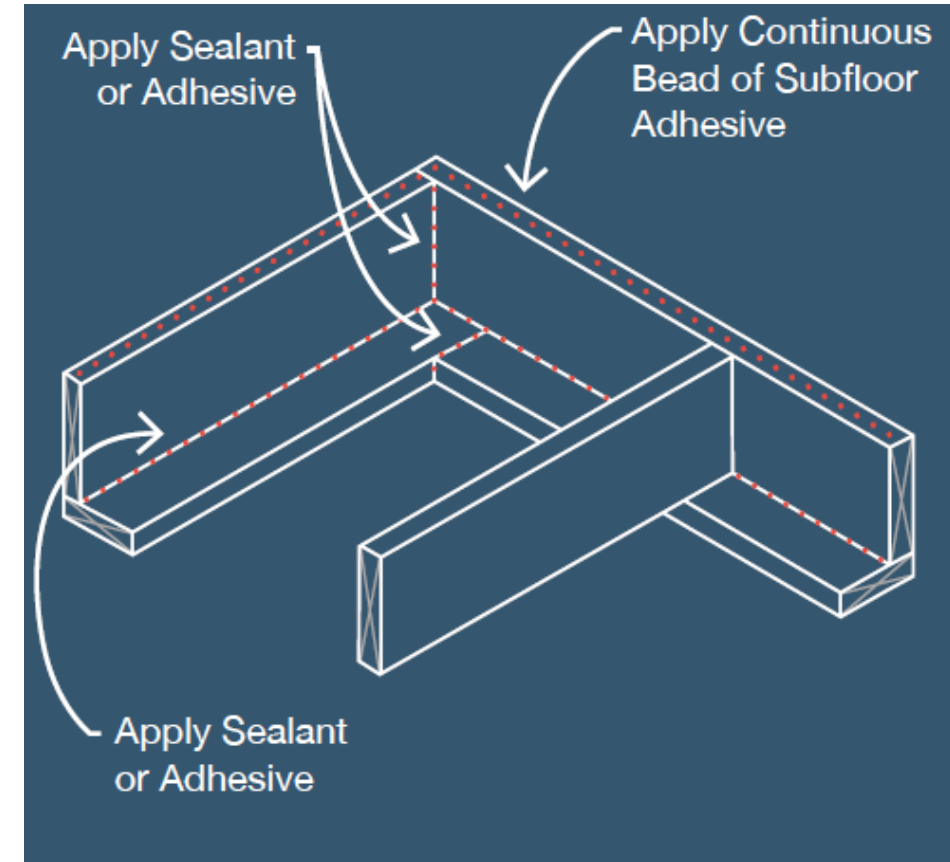 Apply Sealant
or Adhesive
Apply Continuous
Bead of Subfloor
Adhesive
Apply Sealant
or Adhesive